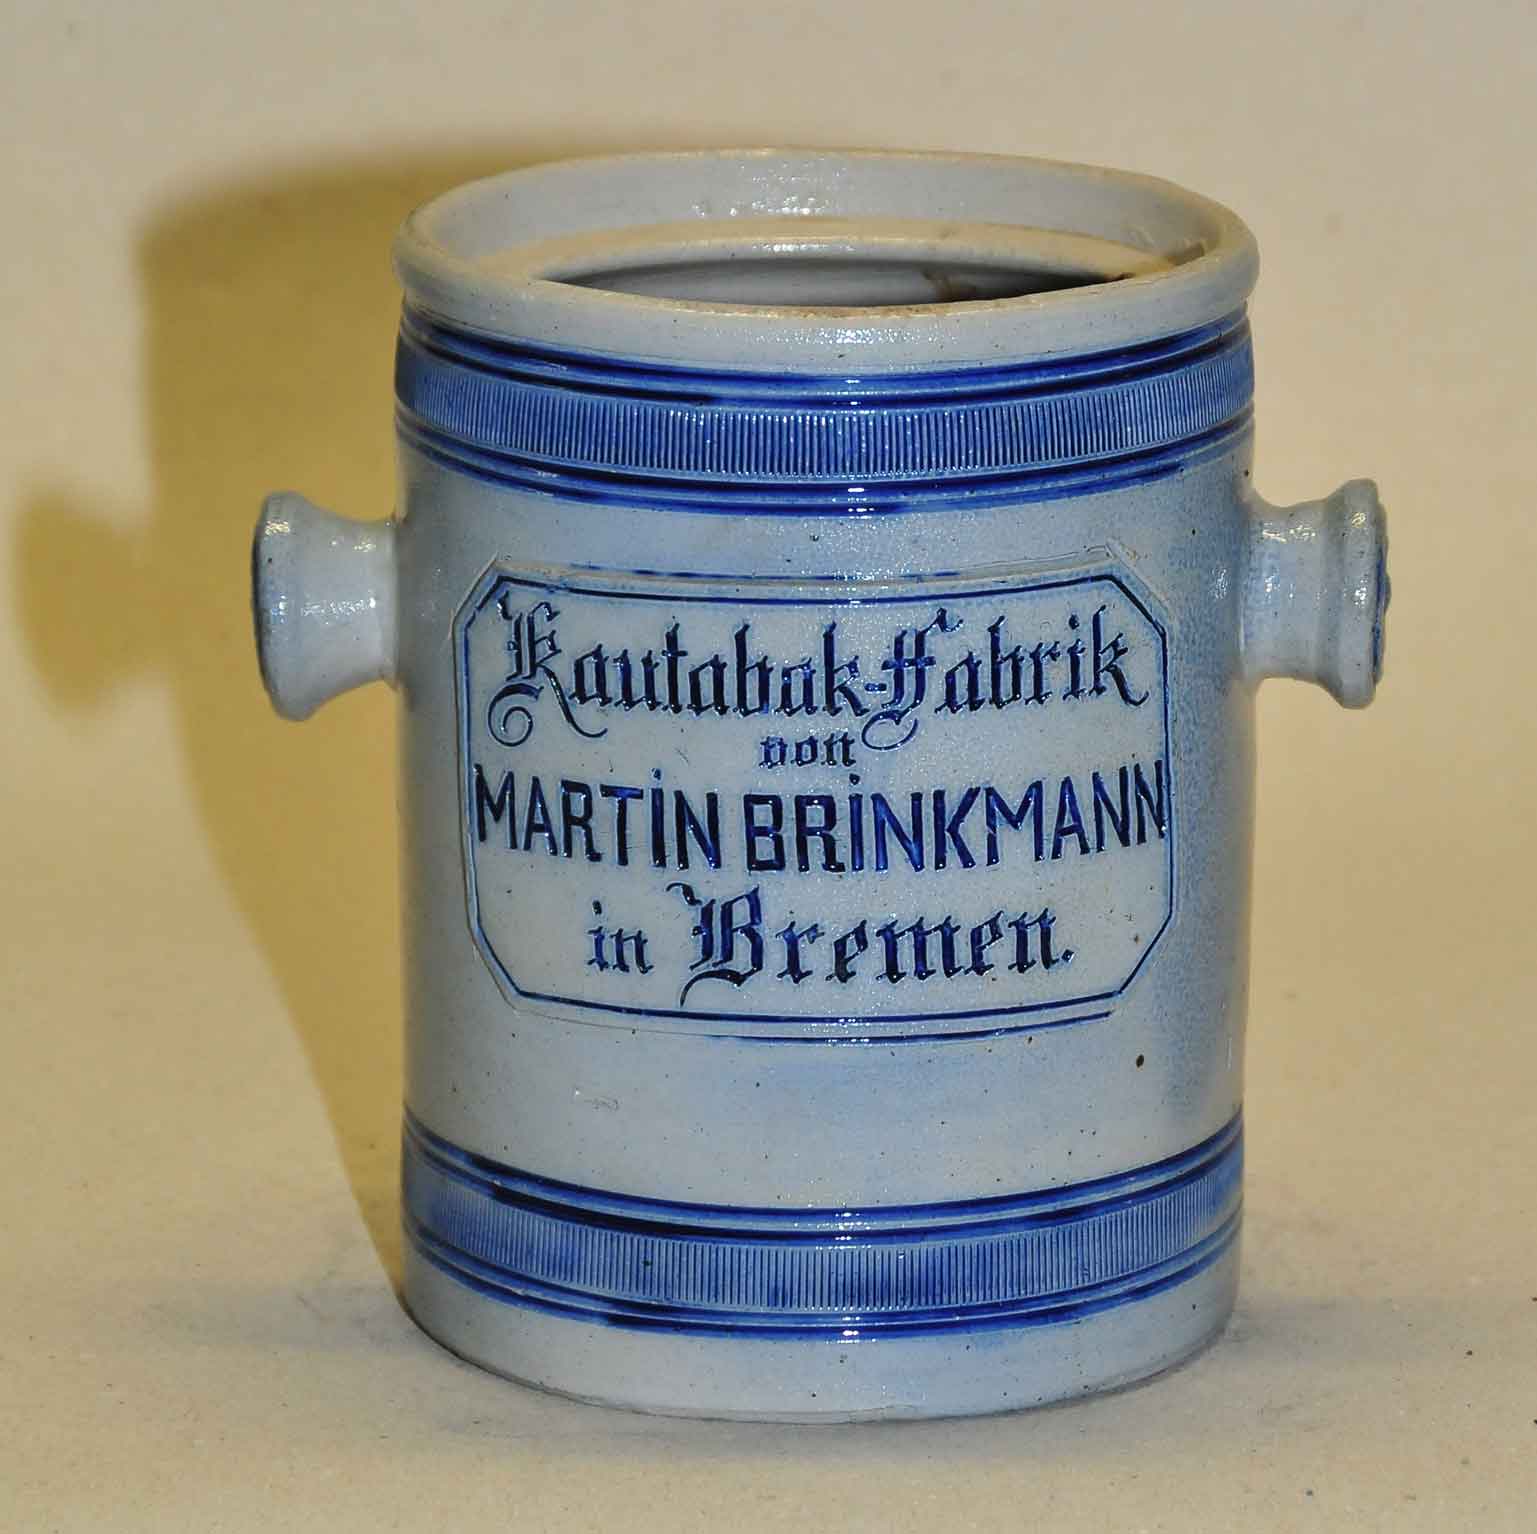 Kautabak-Fabrik
von
MARTiN BRiNKMANN
in Bremen.